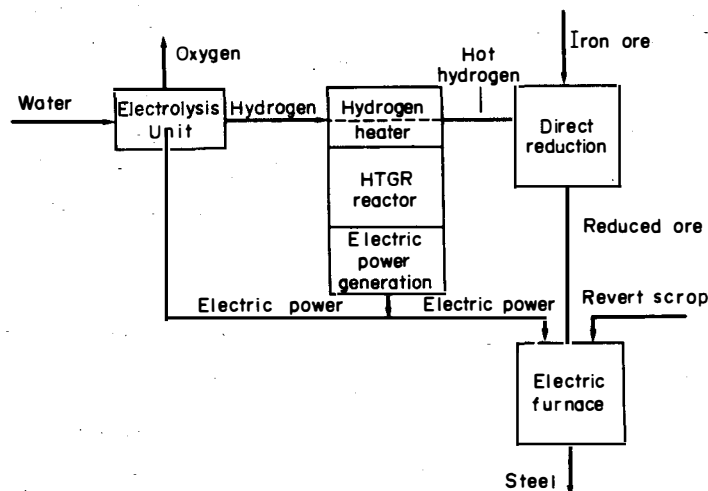 Oxygen
Hot
hydrogen
Iron ore
Water
Electrolysis
Unit
Hydrogen
Hydrogen
heater
Direct
reduction
HTGR
reactor
Reduced ore
Electric
power
generation
Electric power
Electric power
Revert scrop
Electric
furnace
Steel